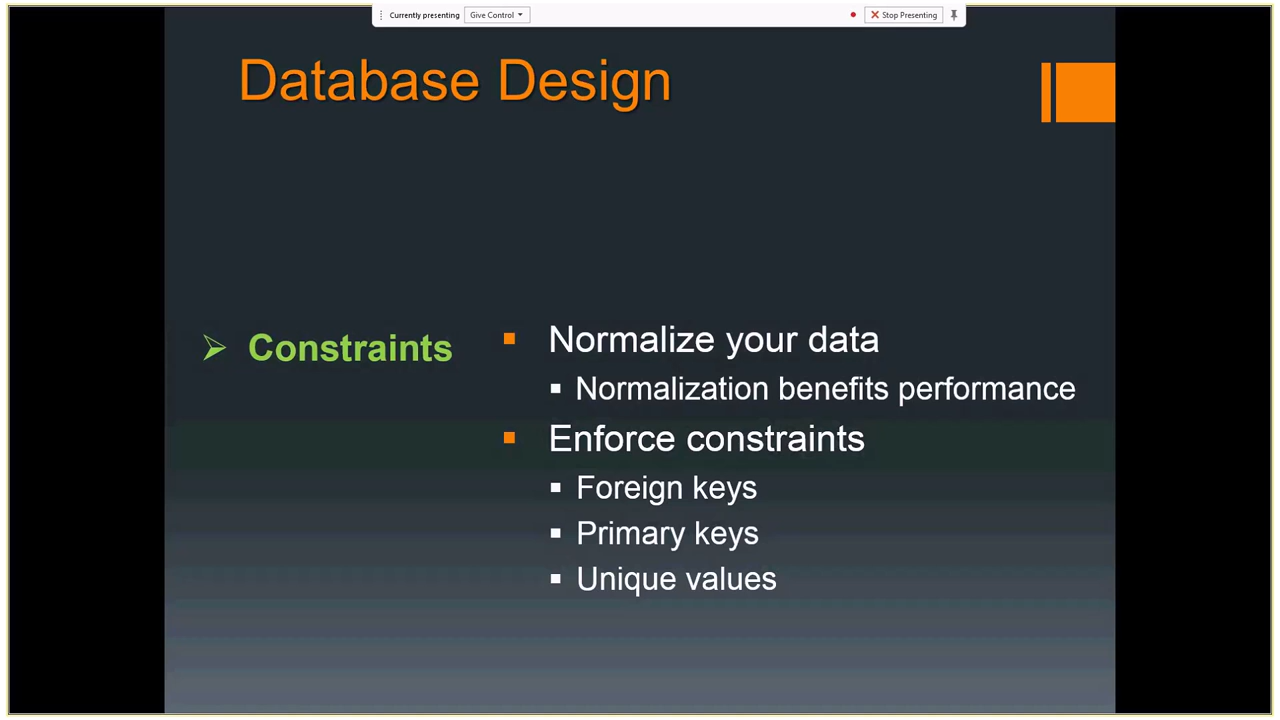 Currently presenting Give Control Stop Presenting
Database Design
Constraints
Normalize your data
Normalization benefits performance
Enforce constraints
Foreign keys
Primary keys
Unique values